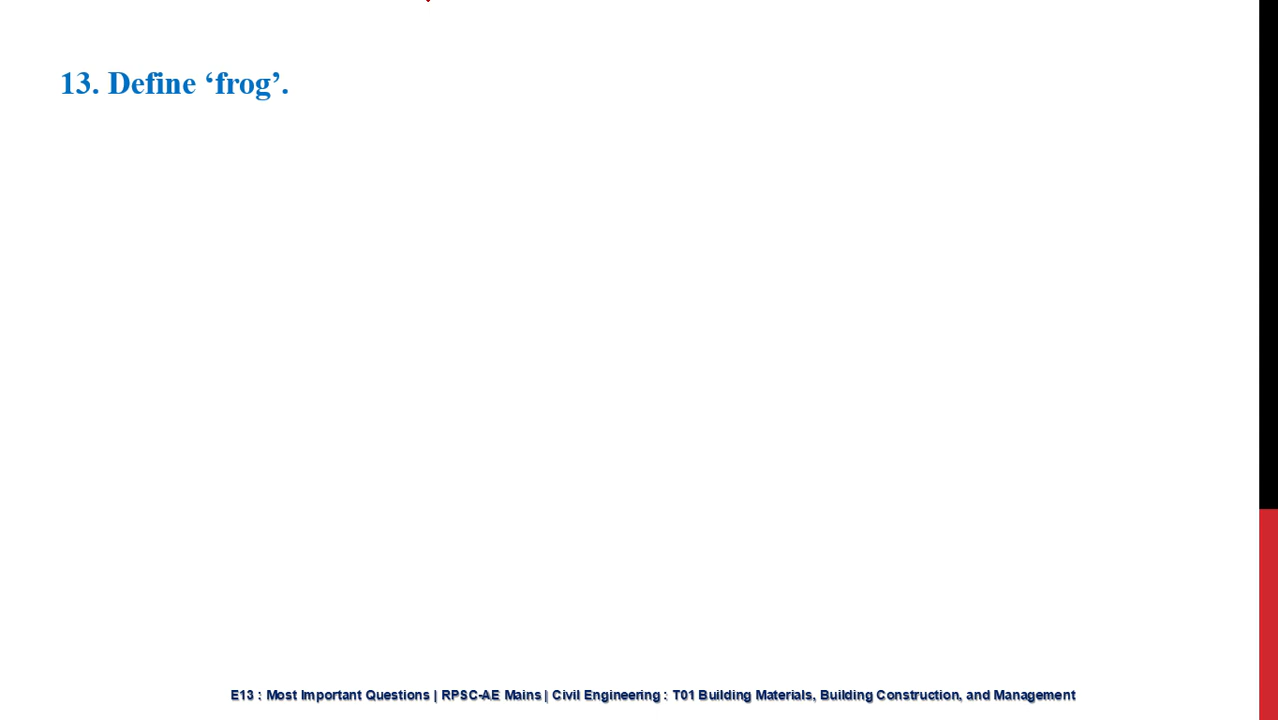 13. Define ‘frog’.
E13 : Most Important Questions | RPSC-AE Mains | Civil Engineering : T01 Building Materials, Building Construction, and Management